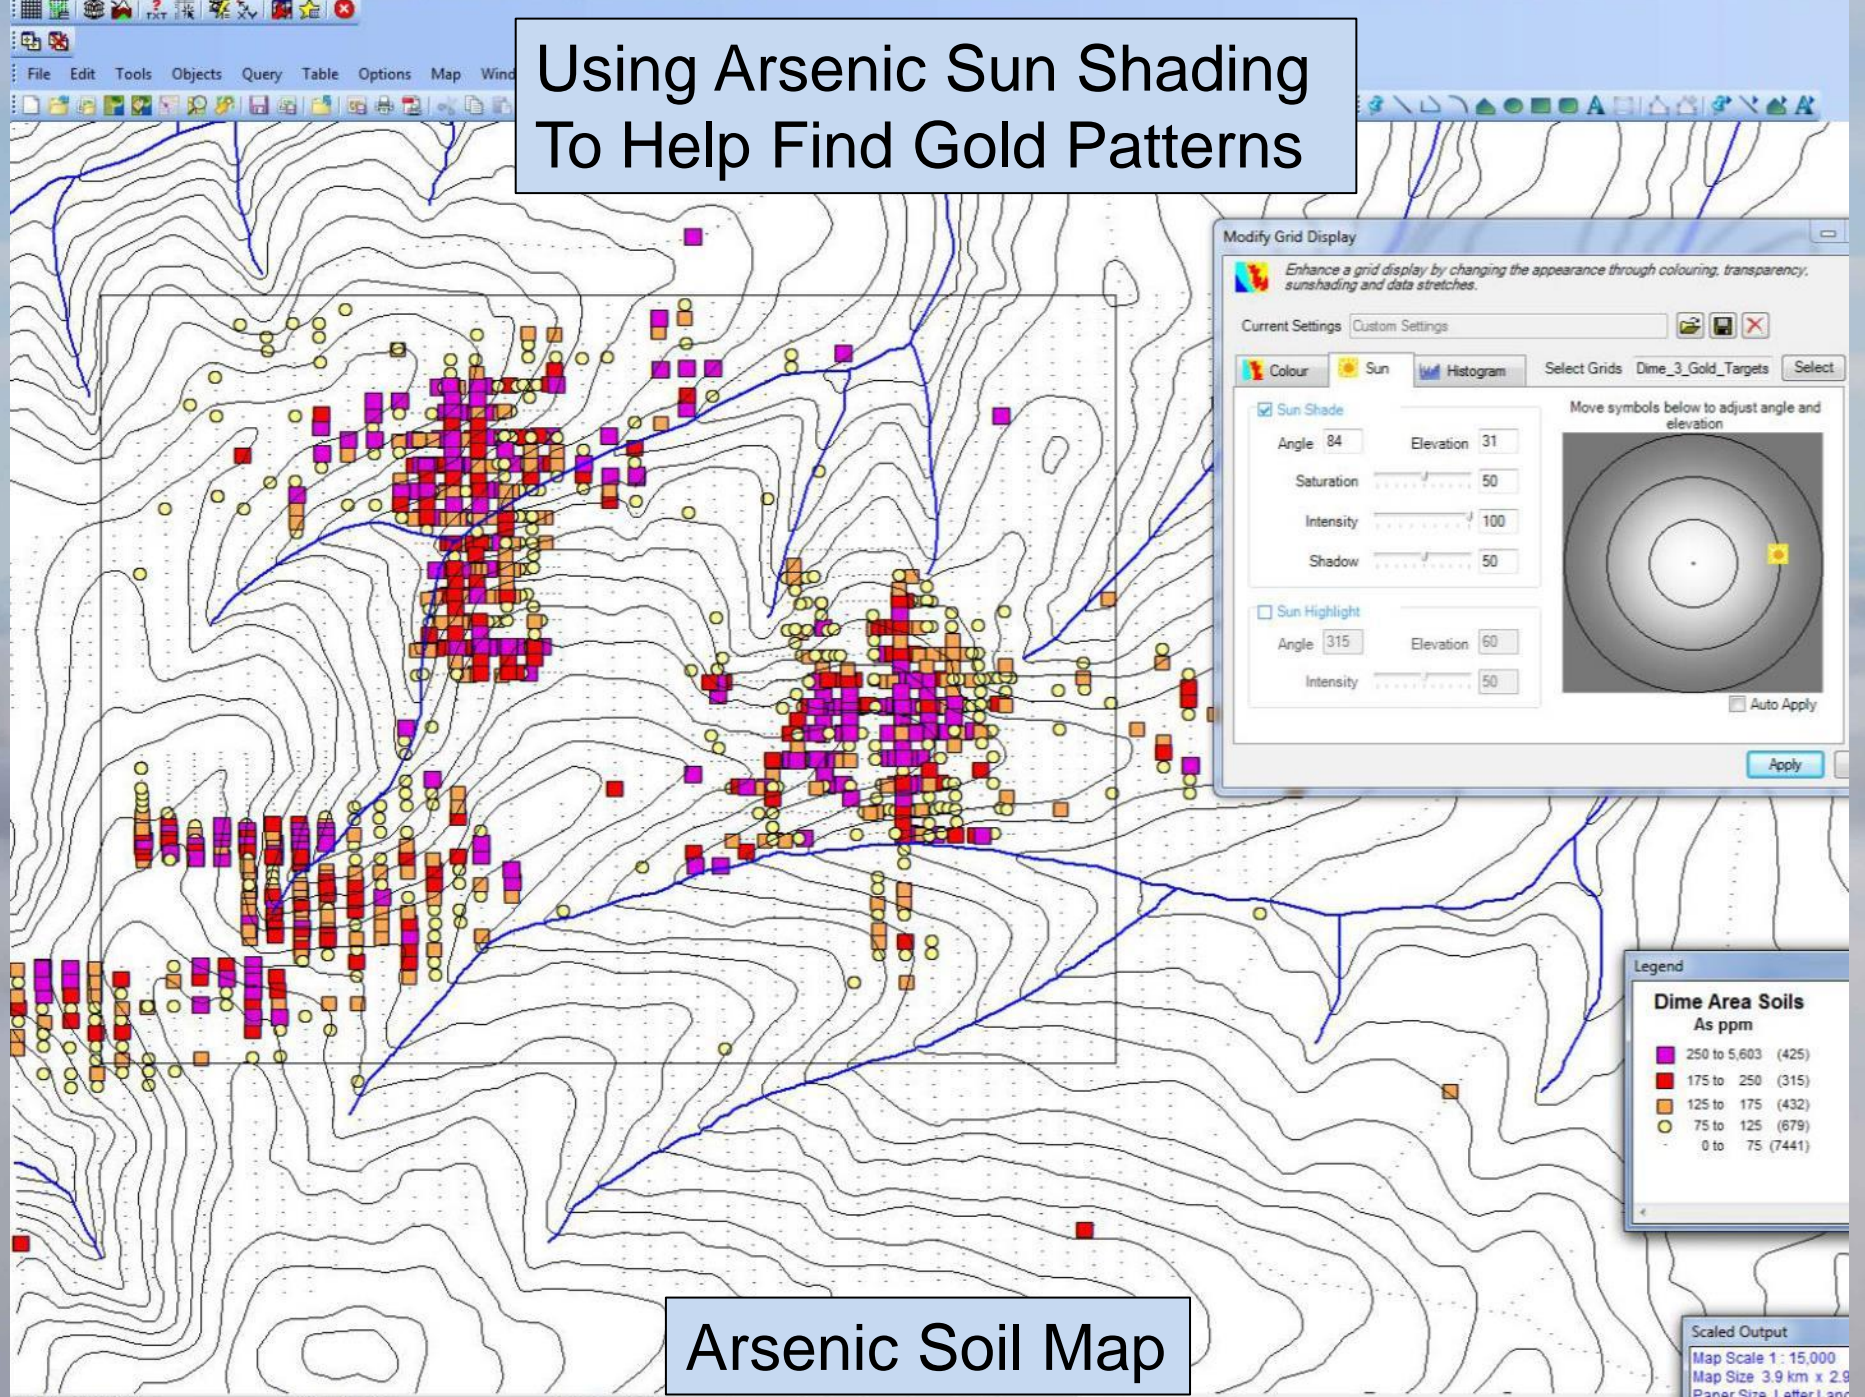 Using Arsenic Sun Shading
To Help Find Gold Patterns
TXT
XY
File Edit Tools Objects Query Table Options Map
Modify Grid Display
Enhance a grid display by changing the appearance through colouring, transparency,
sunshading and data stretches.
Current Settings Custom Settings
Colour Sun Histogram Select Grids Dime_3_Gold_Targets Select
Sun Shade
Angle 84 Elevation 31
Saturation 50
Intensity 100
Shadow 50
Sun Highlight
Angle 315 Elevation 60
Intensity 50
Move symbols below to adjust angle and
elevation
Auto Apply
Apply
Legend
Dime Area Soils
As ppm
250 to 5,603 (425)
175 to 250 (315)
125 to 175 (432)
75 to 125 (679)
0 to 75 (7441)
Scaled Output
Map Scale 1 : 15,000
Map Size 3.9 km x 2.9
Paper Size Letter
Arsenic Soil Map